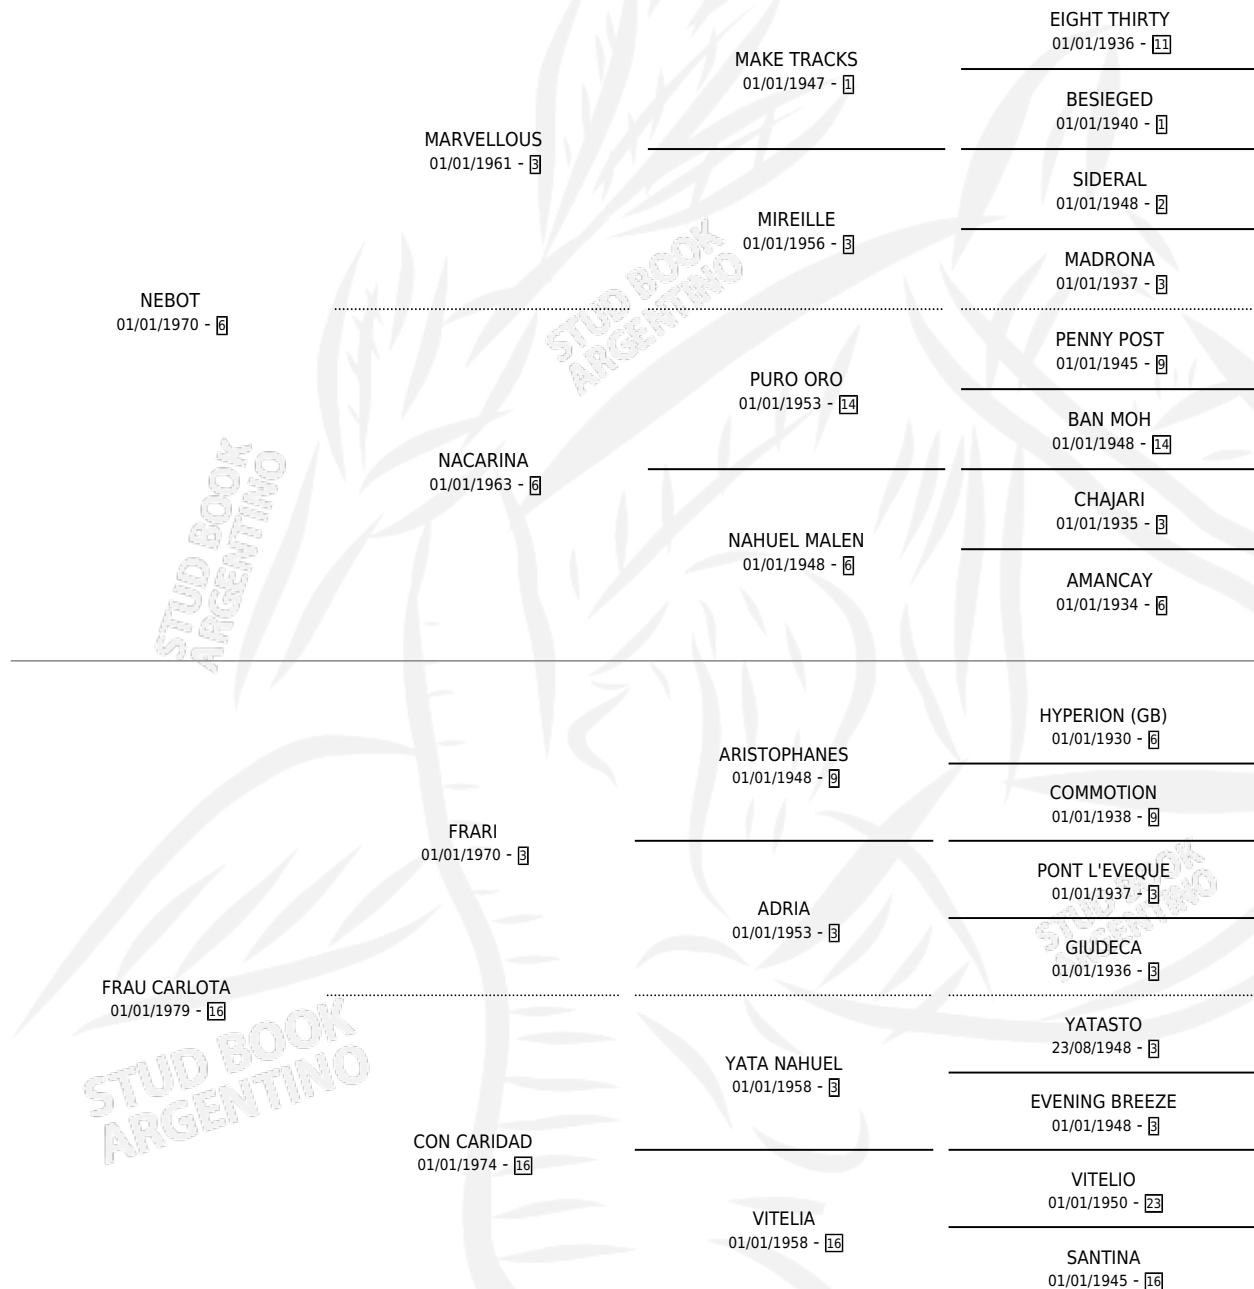 EIGHT THIRTY
01/01/1936 - 11
MAKE TRACKS
01/01/1947 - 1
BESIEGED
01/01/1940 - 1
MARVELLOUS
01/01/1961 - 3
SIDERAL
01/01/1948 - 2
MIREILLE
01/01/1956 - 3
MADRONA
01/01/1937 - 3
NEBOT
01/01/1970 - 6
PENNY POST
01/01/1945 - 9
PURO ORO
01/01/1953 - 14
BAN MOH
01/01/1948 - 14
NACARINA
01/01/1963 - 6
CHAJARI
01/01/1935 - 3
NAHUEL MALEN
01/01/1948 - 6
AMANCAY
01/01/1934 - 6
HYPERION (GB)
01/01/1930 - 6
ARISTOPHANES
01/01/1948 - 9
COMMOTION
01/01/1938 - 9
FRARI
01/01/1970 - 3
PONT L'EVEQUE
01/01/1937 - 3
ADRIA
01/01/1953 - 3
GIUDECA
01/01/1936 - 3
FRAU CARLOTA
01/01/1979 - 16
YATASTO
23/08/1948 - 3
YATA NAHUEL
01/01/1958 - 3
EVENING BREEZE
01/01/1948 - 3
CON CARIDAD
01/01/1974 - 16
VITELIO
01/01/1950 - 23
VITELIA
01/01/1958 - 16
SANTINA
01/01/1945 - 16
STUD BOOK
ARGENTINO
STUD BOOK
ARGENTINO
STUD BOOK
ARGENTINO
STUD BOOK
ARGENTINO